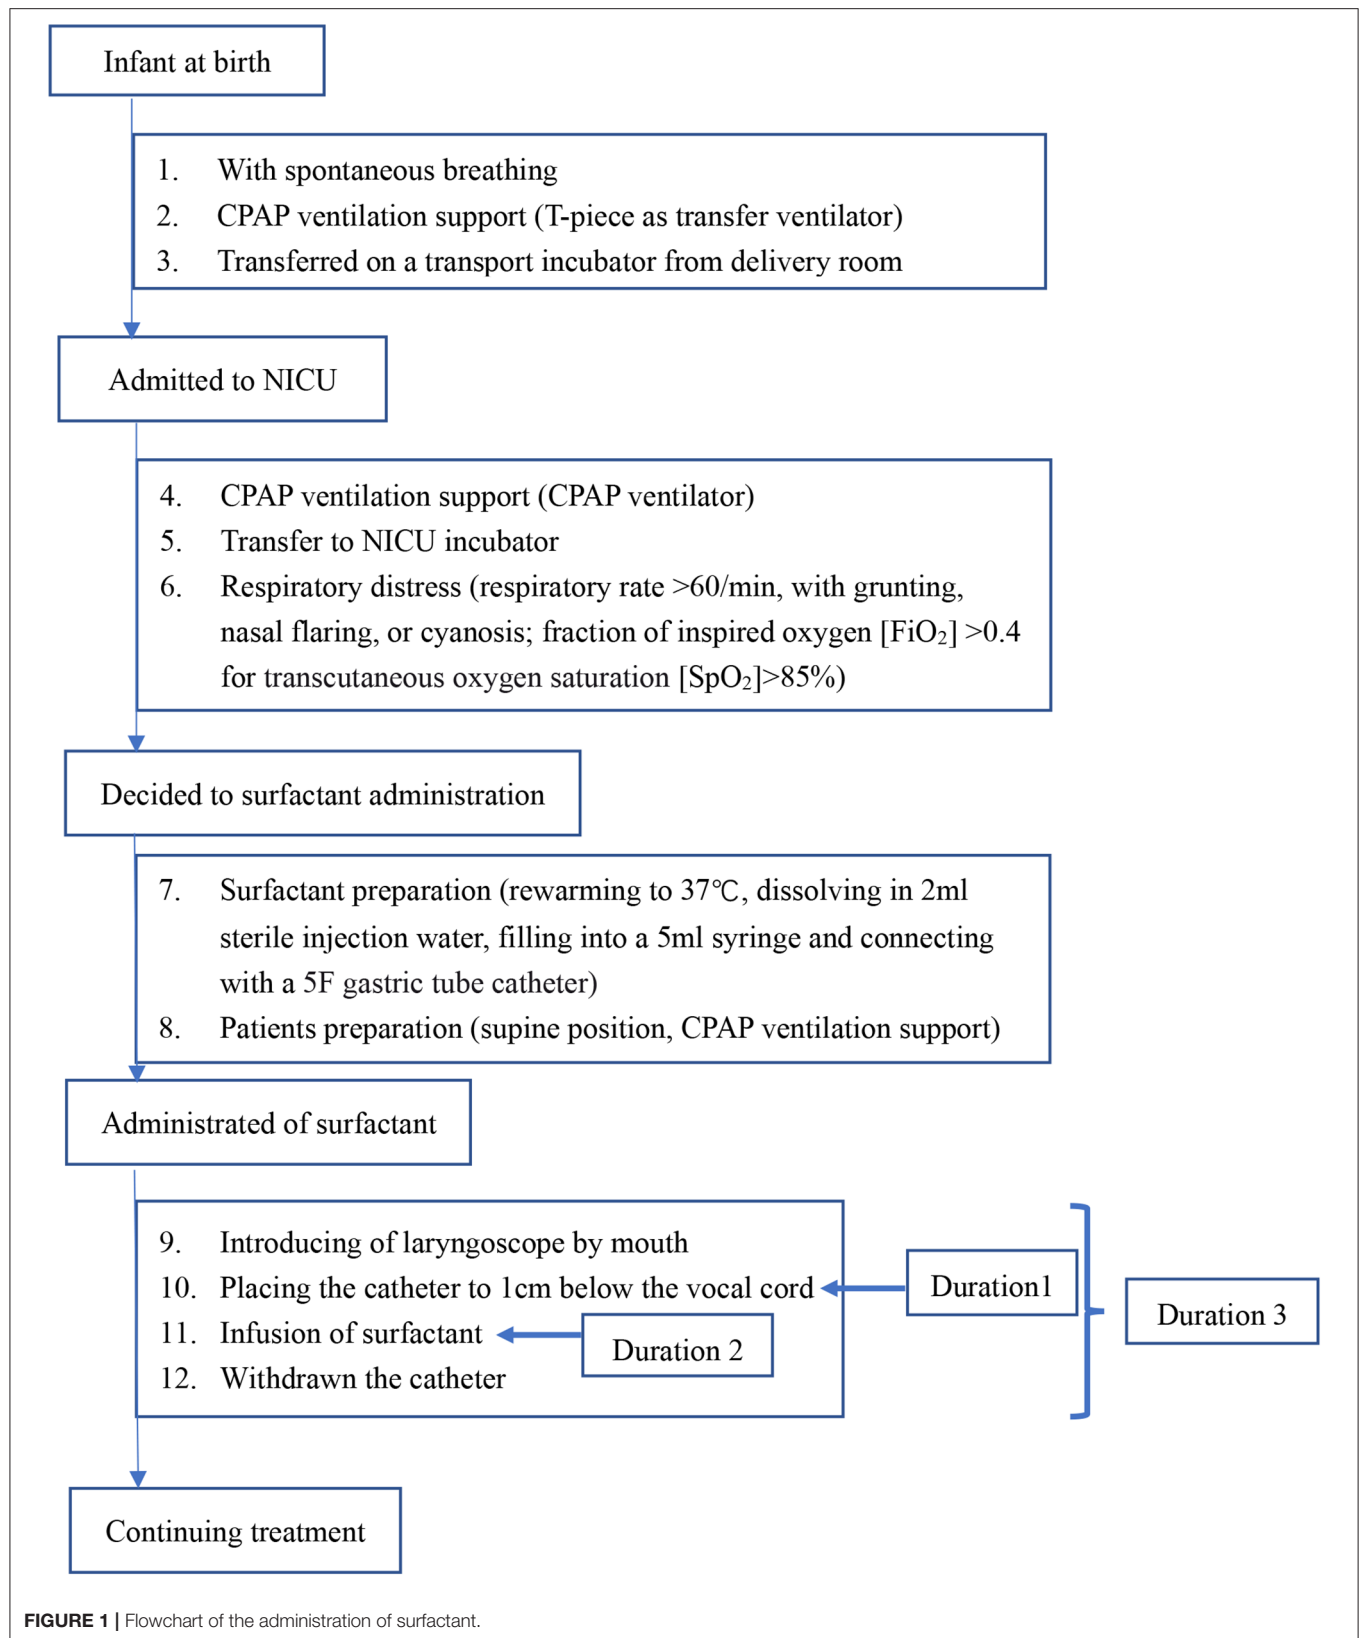 Infant at birth
1. With spontaneous breathing
2. CPAP ventilation support (T-piece as transfer ventilator)
3. Transferred on a transport incubator from delivery room
Admitted to NICU
4. CPAP ventilation support (CPAP ventilator)
5. Transfer to NICU incubator
6. Respiratory distress (respiratory rate >60/min, with grunting,
nasal flaring, or cyanosis; fraction of inspired oxygen [FiO₂] >0.4
for transcutaneous oxygen saturation [SpO₂]>85%)
Decided to surfactant administration
7. Surfactant preparation (rewarming to 37℃, dissolving in 2ml
sterile injection water, filling into a 5ml syringe and connecting
with a 5F gastric tube catheter)
8. Patients preparation (supine position, CPAP ventilation support)
Administrated of surfactant
9. Introducing of laryngoscope by mouth
10. Placing the catheter to 1cm below the vocal cord
Duration1
11. Infusion of surfactant
Duration 2
12. Withdrawn the catheter
Duration 3
Continuing treatment
FIGURE 1 | Flowchart of the administration of surfactant.